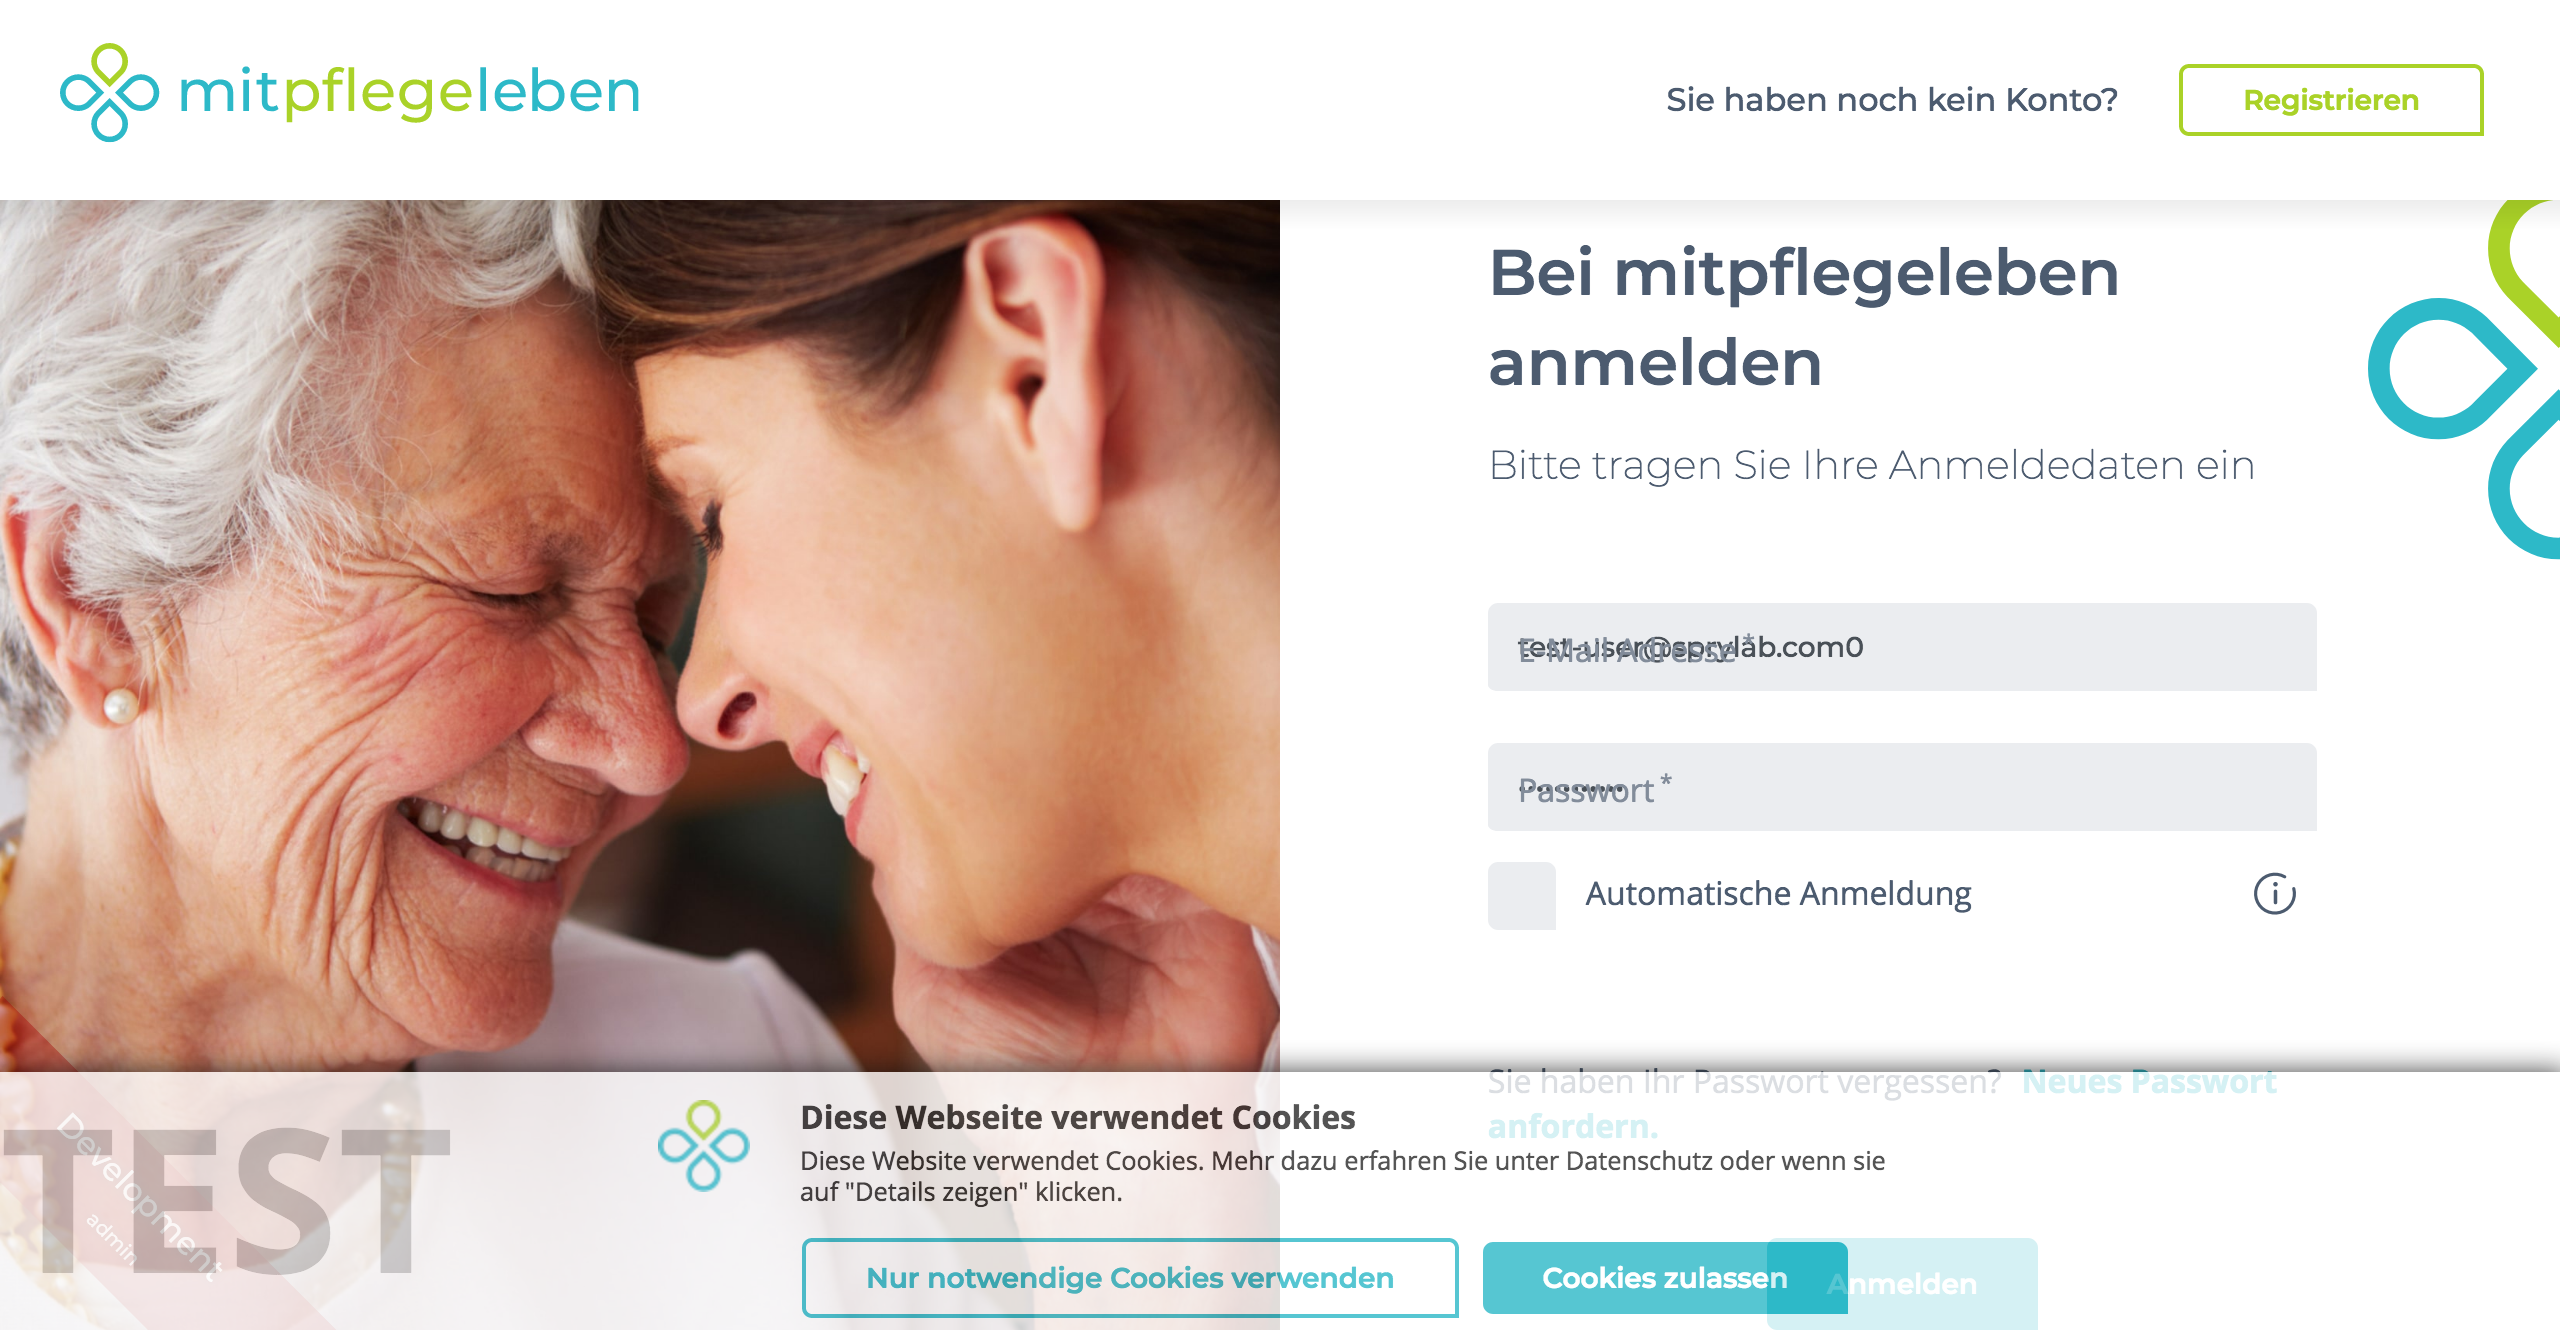 mitpflegeleben
Sie haben noch kein Konto?
Registrieren
Bei mitpflegeleben
anmelden
Bitte tragen Sie Ihre Anmeldedaten ein
E-Mail Adresse *
test-user@sprylab.com0
Passwort *
Automatische Anmeldung
Sie haben Ihr Passwort vergessen? Neues Passwort
anfordern.
Diese Webseite verwendet Cookies
Diese Website verwendet Cookies. Mehr dazu erfahren Sie unter Datenschutz oder wenn sie
auf "Details zeigen" klicken.
Nur notwendige Cookies verwenden
Cookies zulassen
Anmelden
TEST
Development
admin